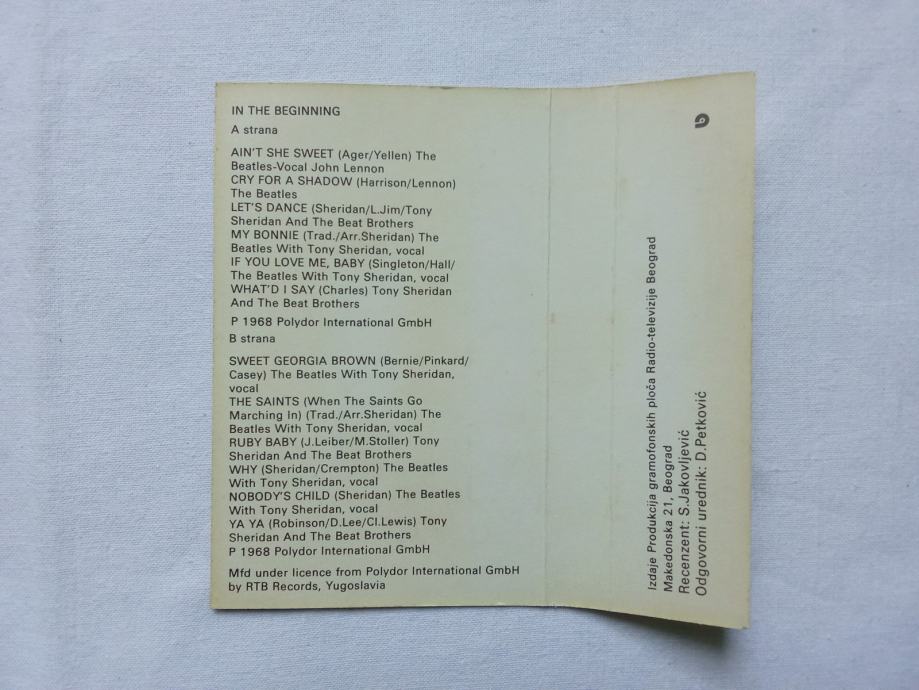 IN THE BEGINNING
A strana
AIN'T SHE SWEET (Ager/Yellen) The
Beatles-Vocal John Lennon
CRY FOR A SHADOW (Harrison/Lennon)
The Beatles
LET'S DANCE (Sheridan/L.Jim/Tony
Sheridan And The Beat Brothers
MY BONNIE (Trad./Arr.Sheridan) The
Beatles With Tony Sheridan, vocal
IF YOU LOVE ME, BABY (Singleton/Hall/
The Beatles With Tony Sheridan, vocal
WHAT'D I SAY (Charles) Tony Sheridan
And The Beat Brothers
P 1968 Polydor International GmbH
B strana
SWEET GEORGIA BROWN (Bernie/Pinkard/
Casey) The Beatles With Tony Sheridan,
vocal
THE SAINTS (When The Saints Go
Marching In) (Trad./Arr.Sheridan) The
Beatles With Tony Sheridan, vocal
RUBY BABY (J.Leiber/M.Stoller) Tony
Sheridan And The Beat Brothers
WHY (Sheridan/Crempton) The Beatles
With Tony Sheridan, vocal
NOBODY'S CHILD (Sheridan) The Beatles
With Tony Sheridan, vocal
YA YA (Robinson/D.Lee/Cl.Lewis) Tony
Sheridan And The Beat Brothers
P 1968 Polydor International GmbH
Mfd under licence from Polydor International GmbH
by RTB Records, Yugoslavia
Izdaje Produkcija gramofonskih ploča Radio-televizije Beograd
Makedonska 21, Beograd
Recenzent: S.Jakovljević
Odgovorni urednik: D.Petković